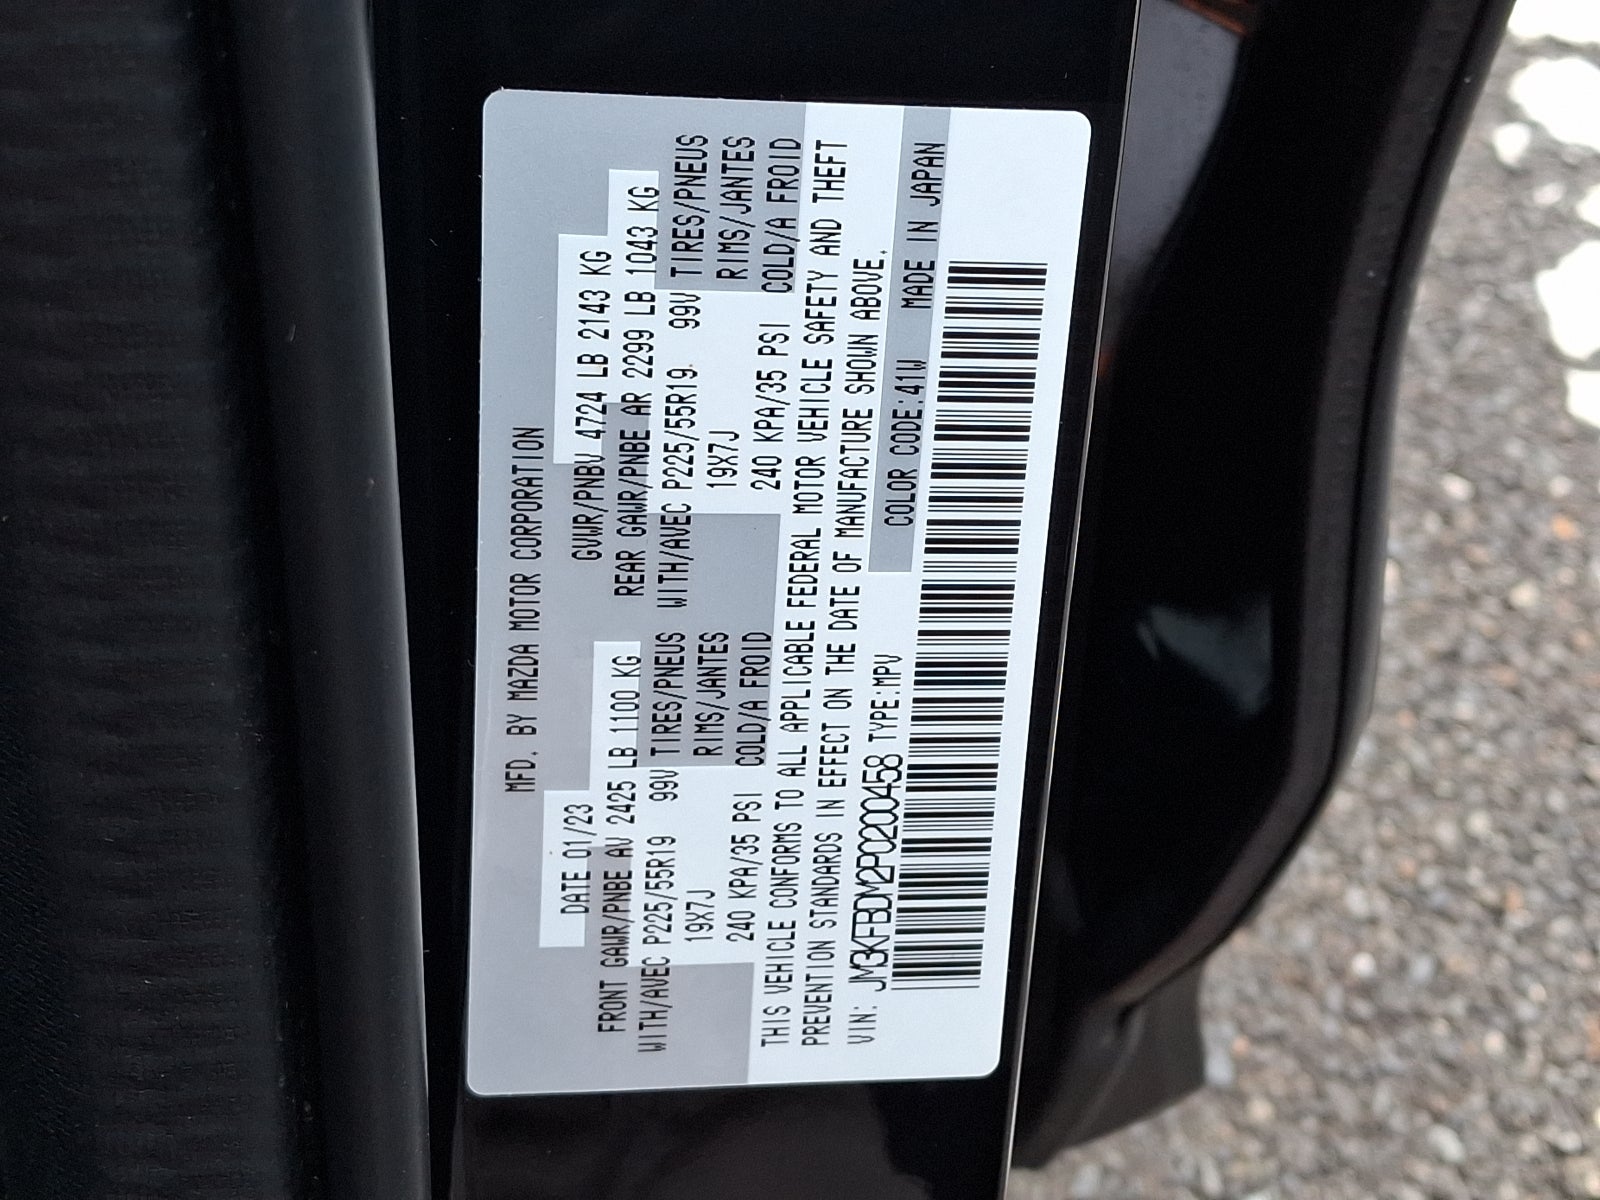 MFD. BY MAZDA MOTOR CORPORATION
DATE 01/23 GVWR/PNBV 4724 LB 2143 KG
FRONT GAWR/PNBE AV 2425 LB 1100 KG REAR GAWR/PNBE AR 2299 LB 1043 KG
WITH/AVEC P225/55R19 99V TIRES/PNEUS WITH/AVEC P225/55R19 99V TIRES/PNEUS
19X7J RIMS/JANTES 19X7J RIMS/JANTES
240 KPA/35 PSI COLD/A FROID 240 KPA/35 PSI COLD/A FROID
THIS VEHICLE CONFORMS TO ALL APPLICABLE FEDERAL MOTOR VEHICLE SAFETY AND THEFT
PREVENTION STANDARDS IN EFFECT ON THE DATE OF MANUFACTURE SHOWN ABOVE.
VIN: JM3KFBDM2P0200458 TYPE:MPV COLOR CODE:41W MADE IN JAPAN